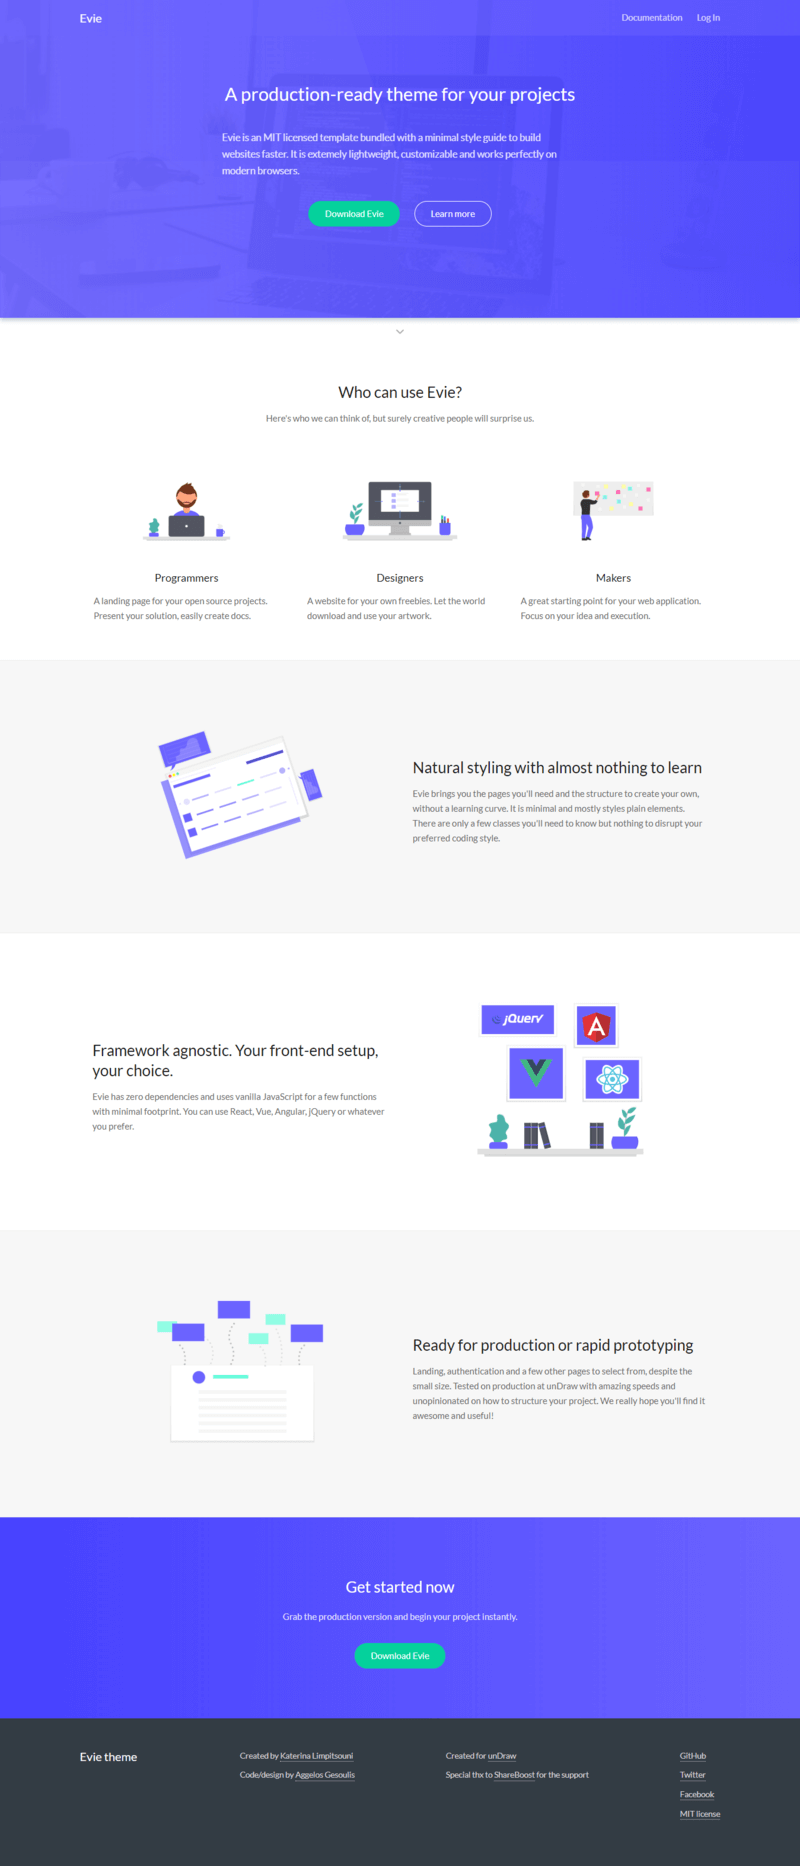 Evie
Documentation
Log In
A production-ready theme for your projects
Evie is an MIT licensed template bundled with a minimal style guide to build
websites faster. It is extemely lightweight, customizable and works perfectly on
modern browsers.
Download Evie
Learn more
Who can use Evie?
Here's who we can think of, but surely creative people will surprise us.
Programmers
A landing page for your open source projects.
Present your solution, easily create docs.
Designers
A website for your own freebies. Let the world
download and use your artwork.
Makers
A great starting point for your web application.
Focus on your idea and execution.
Natural styling with almost nothing to learn
Evie brings you the pages you'll need and the structure to create your own,
without a learning curve. It is minimal and mostly styles plain elements.
There are only a few classes you'll need to know but nothing to disrupt your
preferred coding style.
Framework agnostic. Your front-end setup,
your choice.
Evie has zero dependencies and uses vanilla JavaScript for a few functions
with minimal footprint. You can use React, Vue, Angular, jQuery or whatever
you prefer.
jQuery
A
Ready for production or rapid prototyping
Landing, authentication and a few other pages to select from, despite the
small size. Tested on production at unDraw with amazing speeds and
unopinionated on how to structure your project. We really hope you'll find it
awesome and useful!
Get started now
Grab the production version and begin your project instantly.
Download Evie
Evie theme
Created by Katerina Limpitsouni
Code/design by Aggelos Gesoulis
Created for unDraw
Special thx to ShareBoost for the support
GitHub
Twitter
Facebook
MIT license